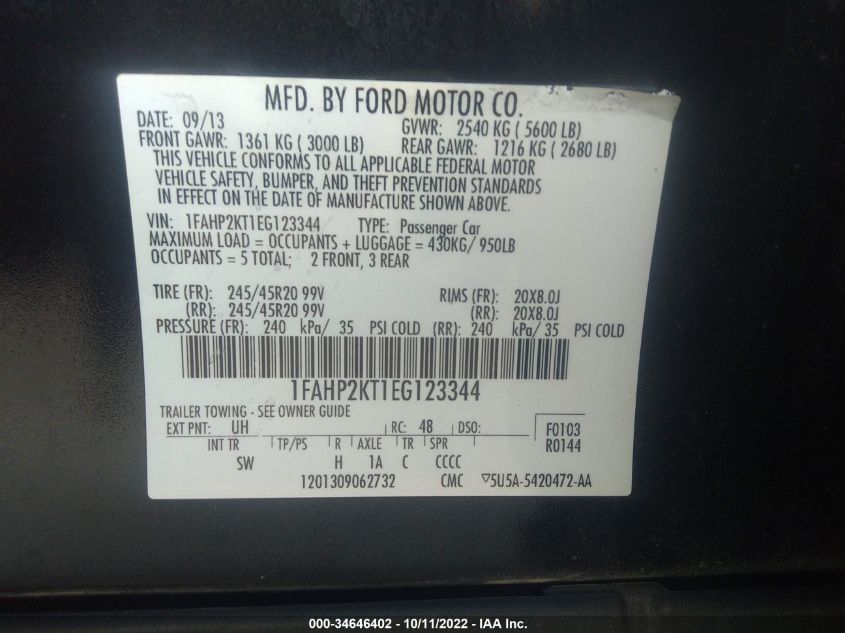 MFD. BY FORD MOTOR CO.
DATE: 09/13 GVWR: 2540 KG ( 5600 LB)
FRONT GAWR: 1361 KG ( 3000 LB) REAR GAWR: 1216 KG ( 2680 LB)
THIS VEHICLE CONFORMS TO ALL APPLICABLE FEDERAL MOTOR
VEHICLE SAFETY, BUMPER, AND THEFT PREVENTION STANDARDS
IN EFFECT ON THE DATE OF MANUFACTURE SHOWN ABOVE.
VIN: 1FAHP2KT1EG123344 TYPE: Passenger Car
MAXIMUM LOAD = OCCUPANTS + LUGGAGE = 430KG/ 950LB
OCCUPANTS = 5 TOTAL; 2 FRONT, 3 REAR
TIRE (FR): 245/45R20 99V RIMS (FR): 20X8.0J
(RR): 245/45R20 99V (RR): 20X8.0J
PRESSURE (FR): 240 kPa/ 35 PSI COLD (RR): 240 kPa/ 35 PSI COLD
1FAHP2KT1EG123344
TRAILER TOWING - SEE OWNER GUIDE
EXT PNT: UH RC: 48 DSO: F0103
INT TR TP/PS R AXLE TR SPR R0144
SW H 1A C CCCC
1201309062732 CMC ▽5U5A-5420472-AA
000-34646402 - 10/11/2022 - IAA Inc.